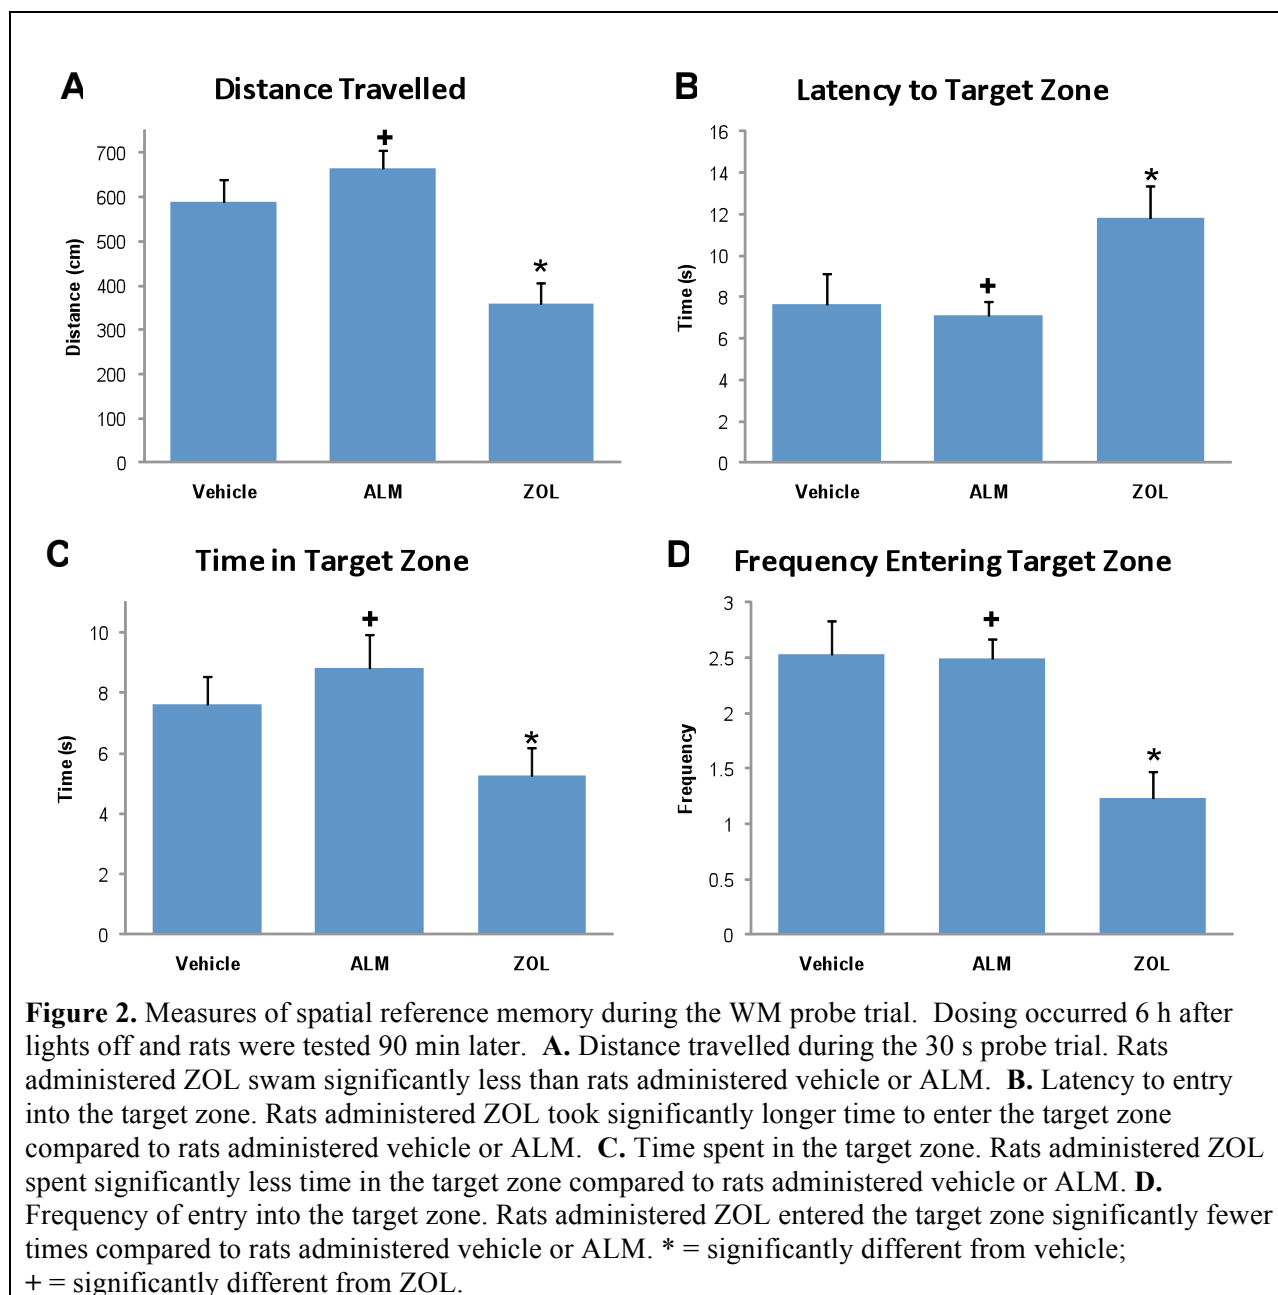 A
Distance Travelled
700
600
500
400
300
200
100
0
Distance (cm)
+
*
Vehicle ALM ZOL
B
Latency to Target Zone
16
14
12
10
8
6
4
2
0
Time (s)
+
*
Vehicle ALM ZOL
C
Time in Target Zone
10
8
6
4
2
0
Time (s)
+
*
Vehicle ALM ZOL
D
Frequency Entering Target Zone
3
2.5
2
1.5
1
0.5
0
Frequency
+
*
Vehicle ALM ZOL
Figure 2. Measures of spatial reference memory during the WM probe trial. Dosing occurred 6 h after
lights off and rats were tested 90 min later. A. Distance travelled during the 30 s probe trial. Rats
administered ZOL swam significantly less than rats administered vehicle or ALM. B. Latency to entry
into the target zone. Rats administered ZOL took significantly longer time to enter the target zone
compared to rats administered vehicle or ALM. C. Time spent in the target zone. Rats administered ZOL
spent significantly less time in the target zone compared to rats administered vehicle or ALM. D.
Frequency of entry into the target zone. Rats administered ZOL entered the target zone significantly fewer
times compared to rats administered vehicle or ALM. * = significantly different from vehicle;
+ = significantly different from ZOL.